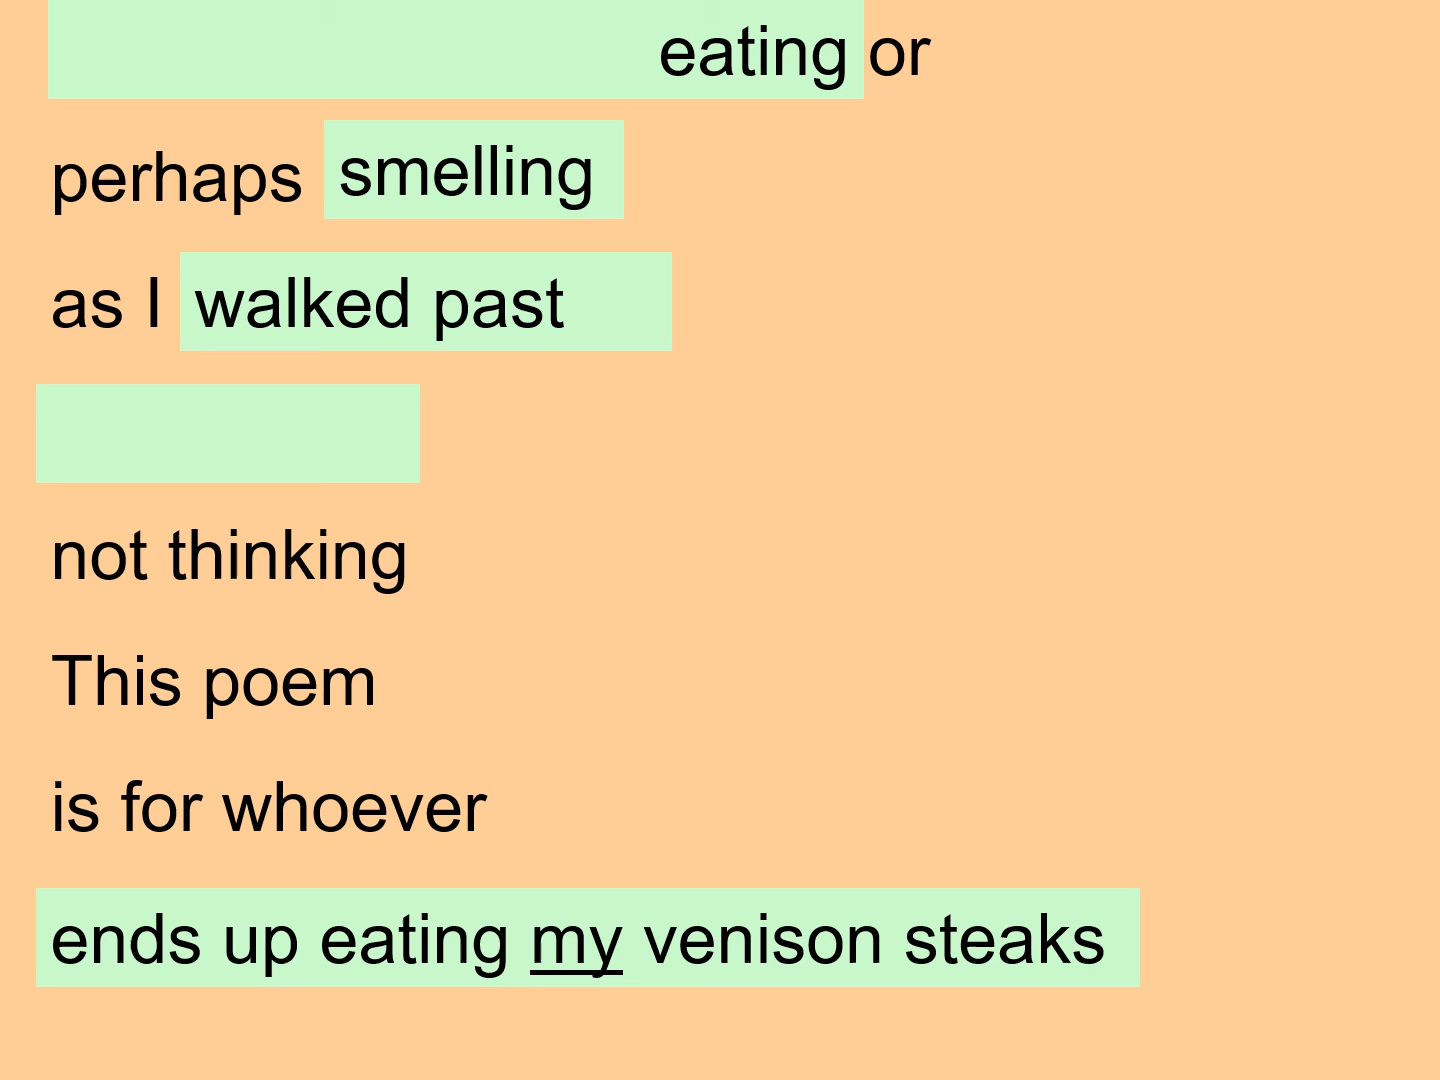 eating or
perhaps smelling
as I walked past
not thinking
This poem
is for whoever
ends up eating my venison steaks